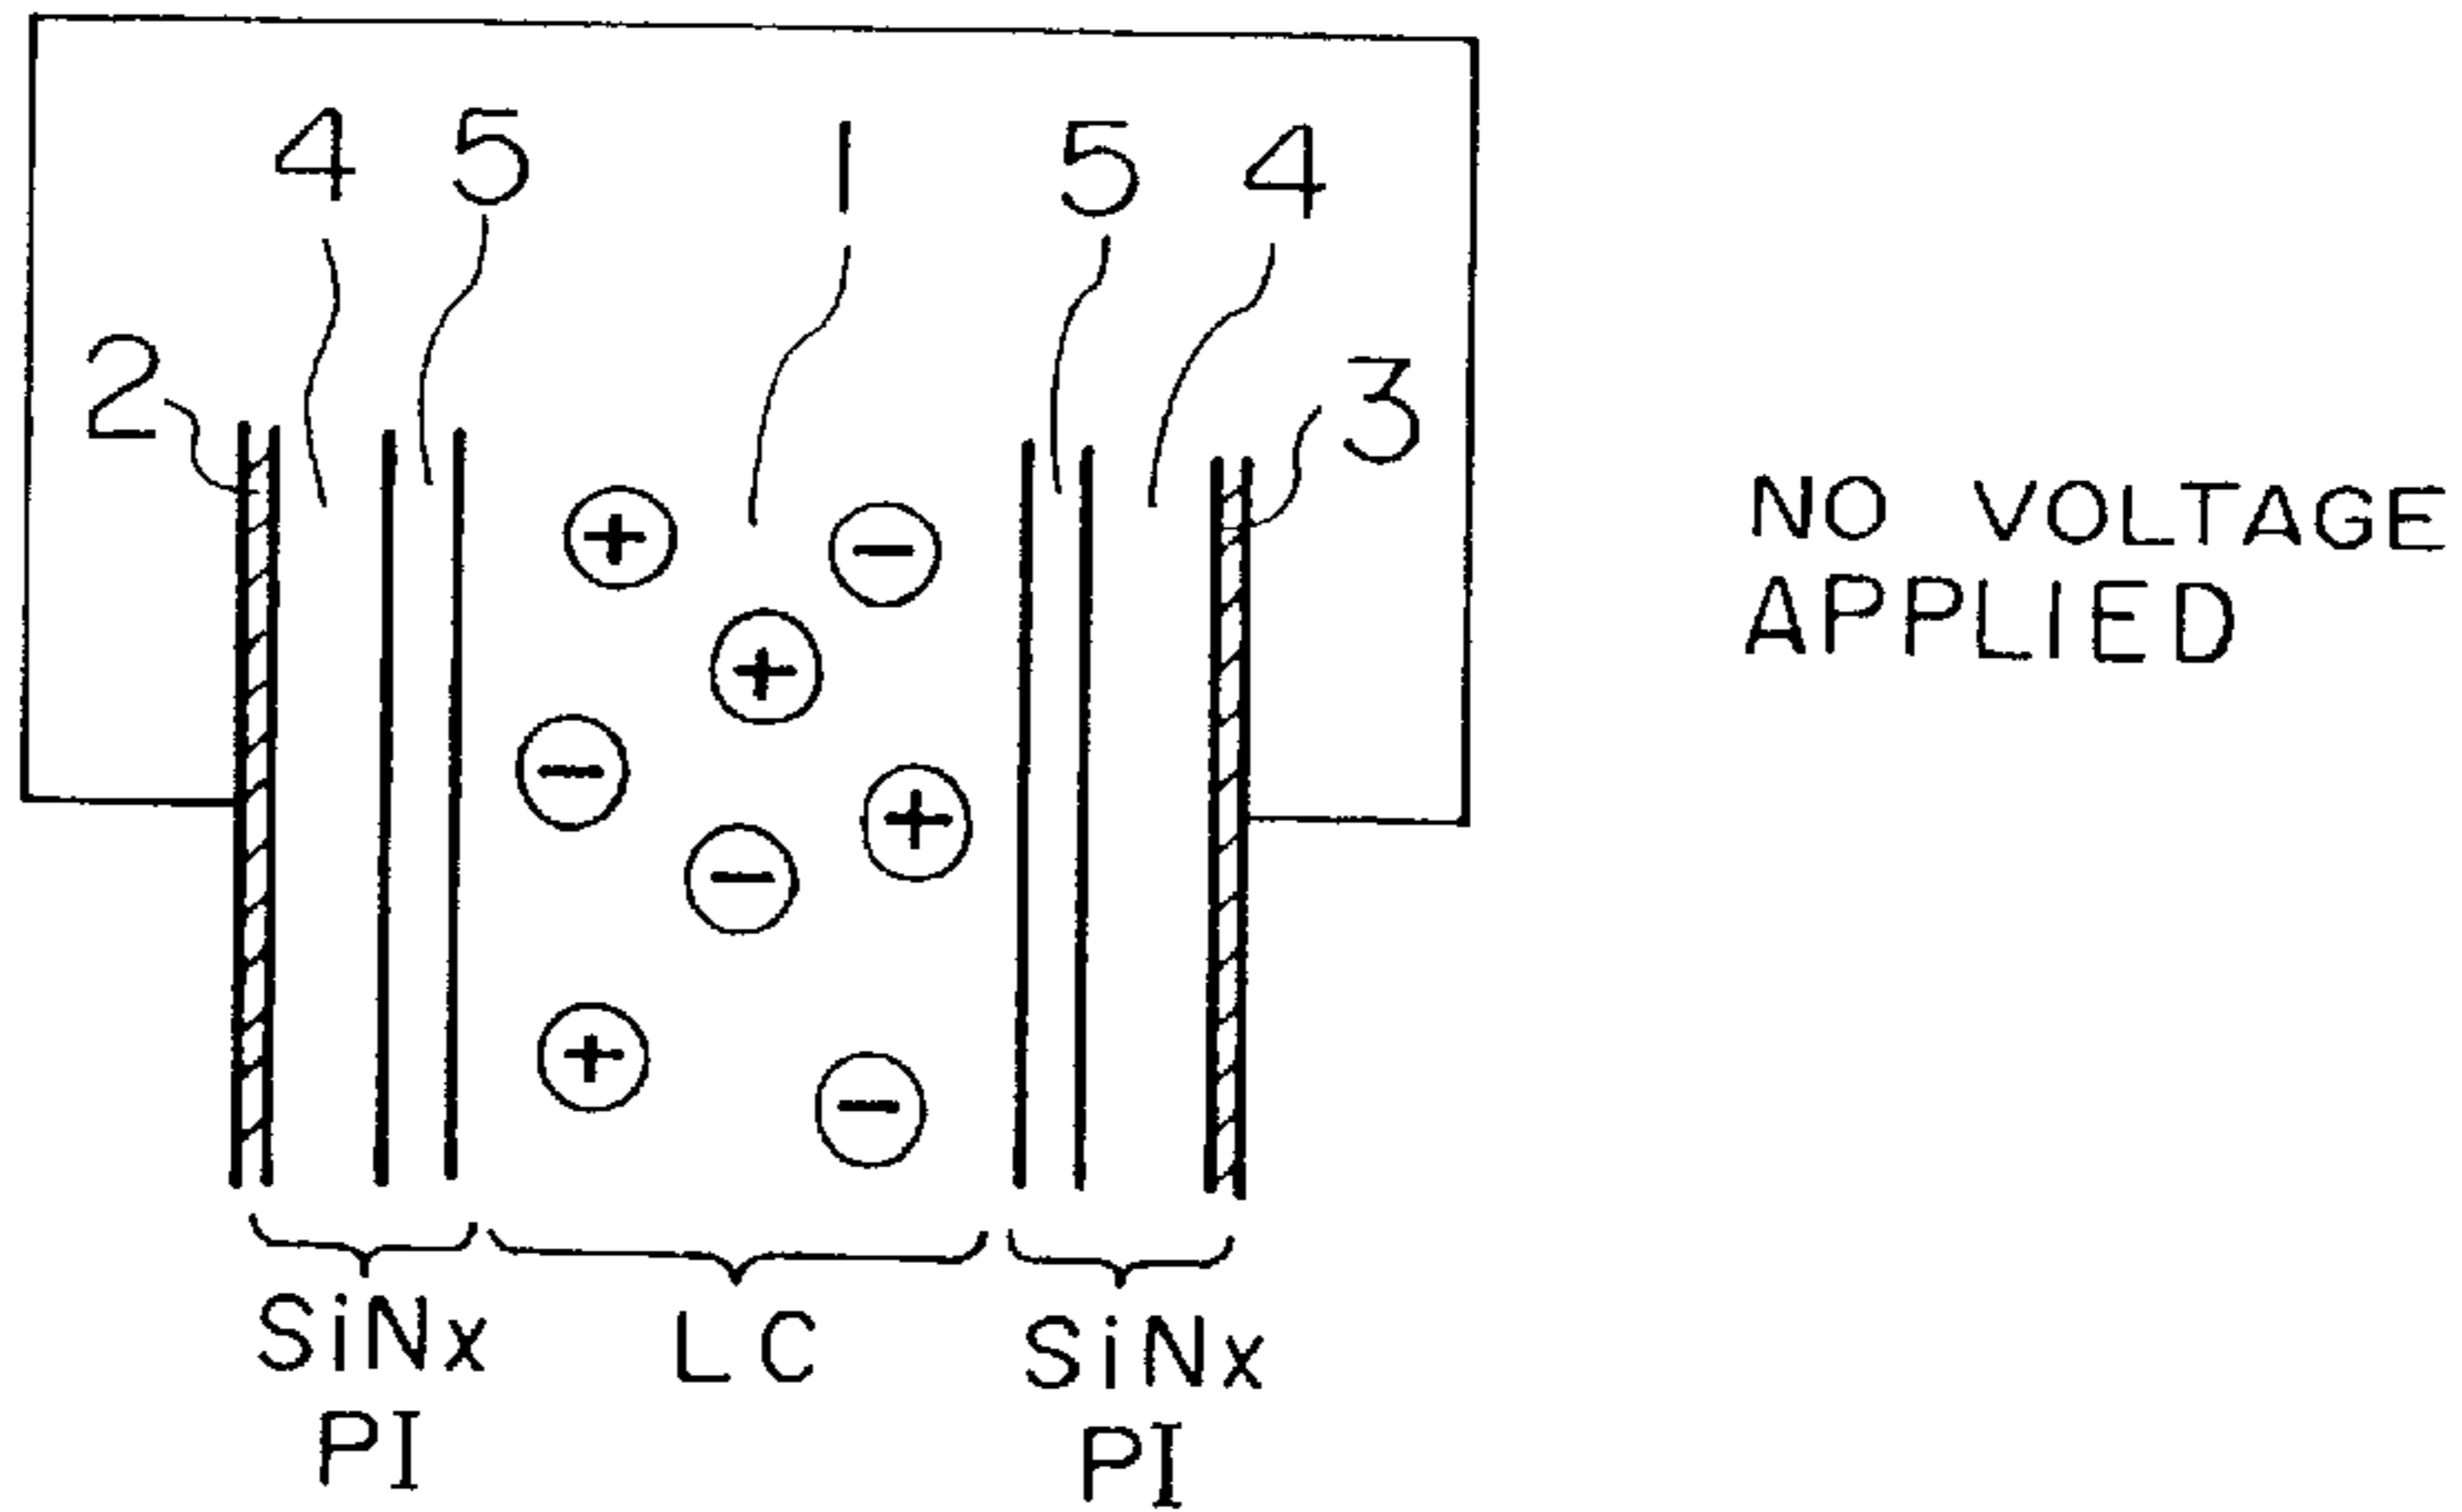 4 5 1 5 4
2 3
NO VOLTAGE
APPLIED
+ −
+
−
+
−
+
−
SiNx LC SiNx
PI PI